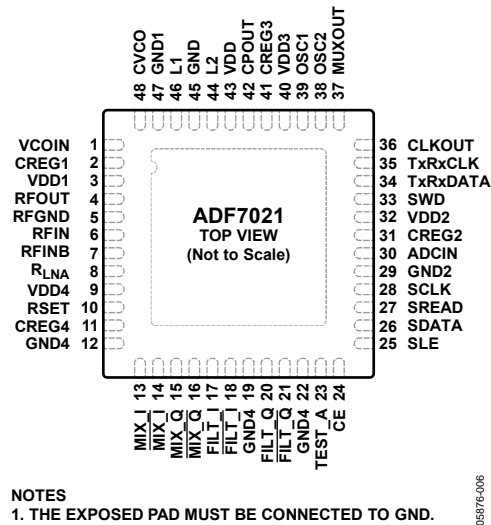 48 CVCO
47 GND1
46 L1
45 GND
44 L2
43 VDD
42 CPOUT
41 CREG3
40 VDD3
39 OSC1
38 OSC2
37 MUXOUT
VCOIN 1
CREG1 2
VDD1 3
RFOUT 4
RFGND 5
RFIN 6
RFINB 7
RLNA 8
VDD4 9
RSET 10
CREG4 11
GND4 12
ADF7021
TOP VIEW
(Not to Scale)
36 CLKOUT
35 TxRxCLK
34 TxRxDATA
33 SWD
32 VDD2
31 CREG2
30 ADCIN
29 GND2
28 SCLK
27 SREAD
26 SDATA
25 SLE
MIX_I 13
MIX_I 14
MIX_Q 15
MIX_Q 16
FILT_I 17
FILT_I 18
GND4 19
FILT_Q 20
FILT_Q 21
GND4 22
TEST_A 23
CE 24
NOTES
1. THE EXPOSED PAD MUST BE CONNECTED TO GND.
05876-006